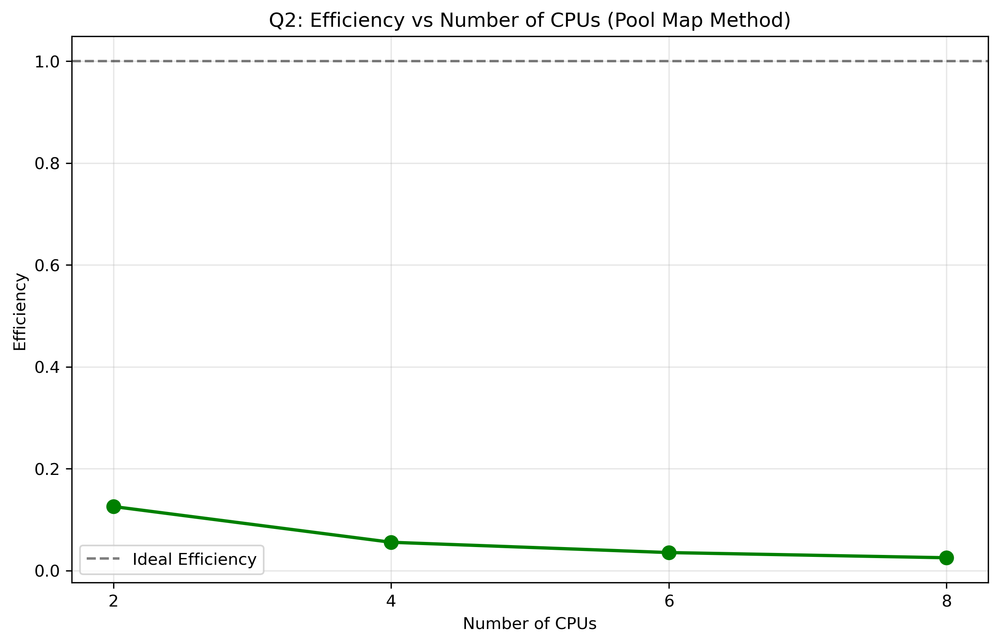 Q2: Efficiency vs Number of CPUs (Pool Map Method)
1.0
0.8
0.6
0.4
0.2
0.0
Efficiency
Ideal Efficiency
2 4 6 8
Number of CPUs